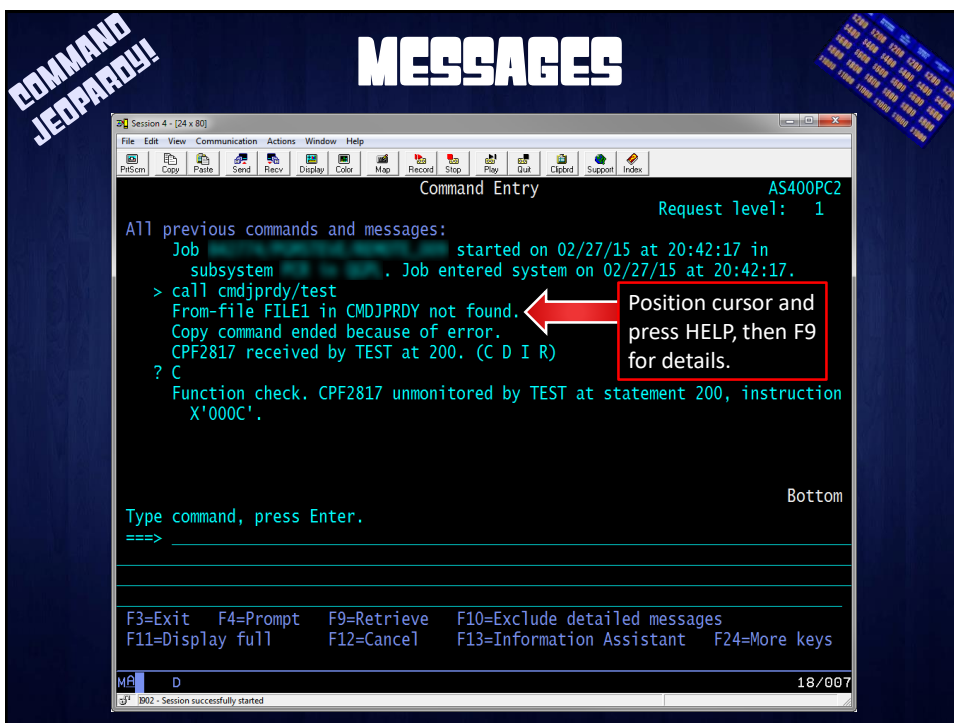 COMMAND
JEOPARDY!
MESSAGES
Session 4 - [24 x 80]
File Edit View Communication Actions Window Help
PrtScrn Copy Paste Send Recv Display Color Map Record Stop Play Quit Clipbrd Support Index
Command Entry AS400PC2
Request level: 1
All previous commands and messages:
Job started on 02/27/15 at 20:42:17 in
subsystem . Job entered system on 02/27/15 at 20:42:17.
> call cmdjprdy/test
From-file FILE1 in CMDJPRDY not found.
Copy command ended because of error.
CPF2817 received by TEST at 200. (C D I R)
? C
Function check. CPF2817 unmonitored by TEST at statement 200, instruction
X'000C'.
Position cursor and
press HELP, then F9
for details.
Bottom
Type command, press Enter.
===>
F3=Exit F4=Prompt F9=Retrieve F10=Exclude detailed messages
F11=Display full F12=Cancel F13=Information Assistant F24=More keys
MA D 18/007
I902 - Session successfully started